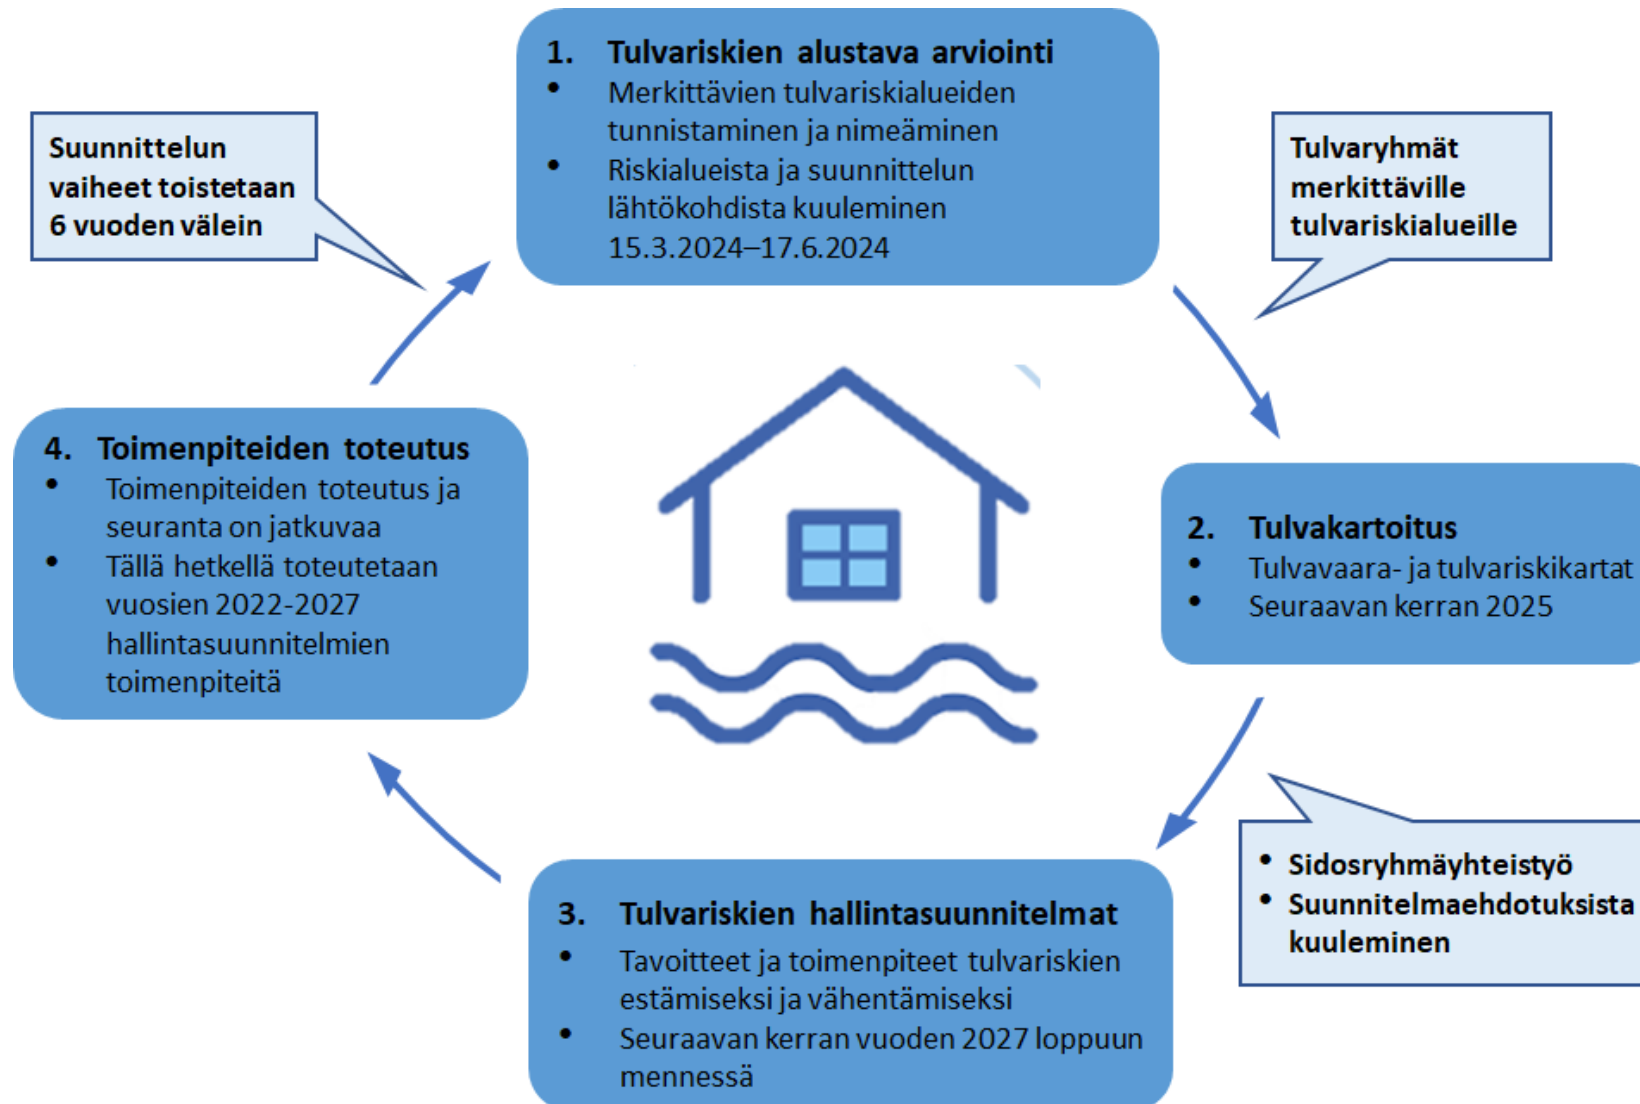 1. Tulvariskien alustava arviointi
• Merkittävien tulvariskialueiden
tunnistaminen ja nimeäminen
• Riskialueista ja suunnittelun
lähtökohdista kuuleminen
15.3.2024–17.6.2024
Suunnittelun
vaiheet toistetaan
6 vuoden välein
Tulvaryhmät
merkittäville
tulvariskialueille
4. Toimenpiteiden toteutus
• Toimenpiteiden toteutus ja
seuranta on jatkuvaa
• Tällä hetkellä toteutetaan
vuosien 2022-2027
hallintasuunnitelmien
toimenpiteitä
2. Tulvakartoitus
• Tulvavaara- ja tulvariskikartat
• Seuraavan kerran 2025
• Sidosryhmäyhteistyö
• Suunnitelmaehdotuksista
kuuleminen
3. Tulvariskien hallintasuunnitelmat
• Tavoitteet ja toimenpiteet tulvariskien
estämiseksi ja vähentämiseksi
• Seuraavan kerran vuoden 2027 loppuun
mennessä